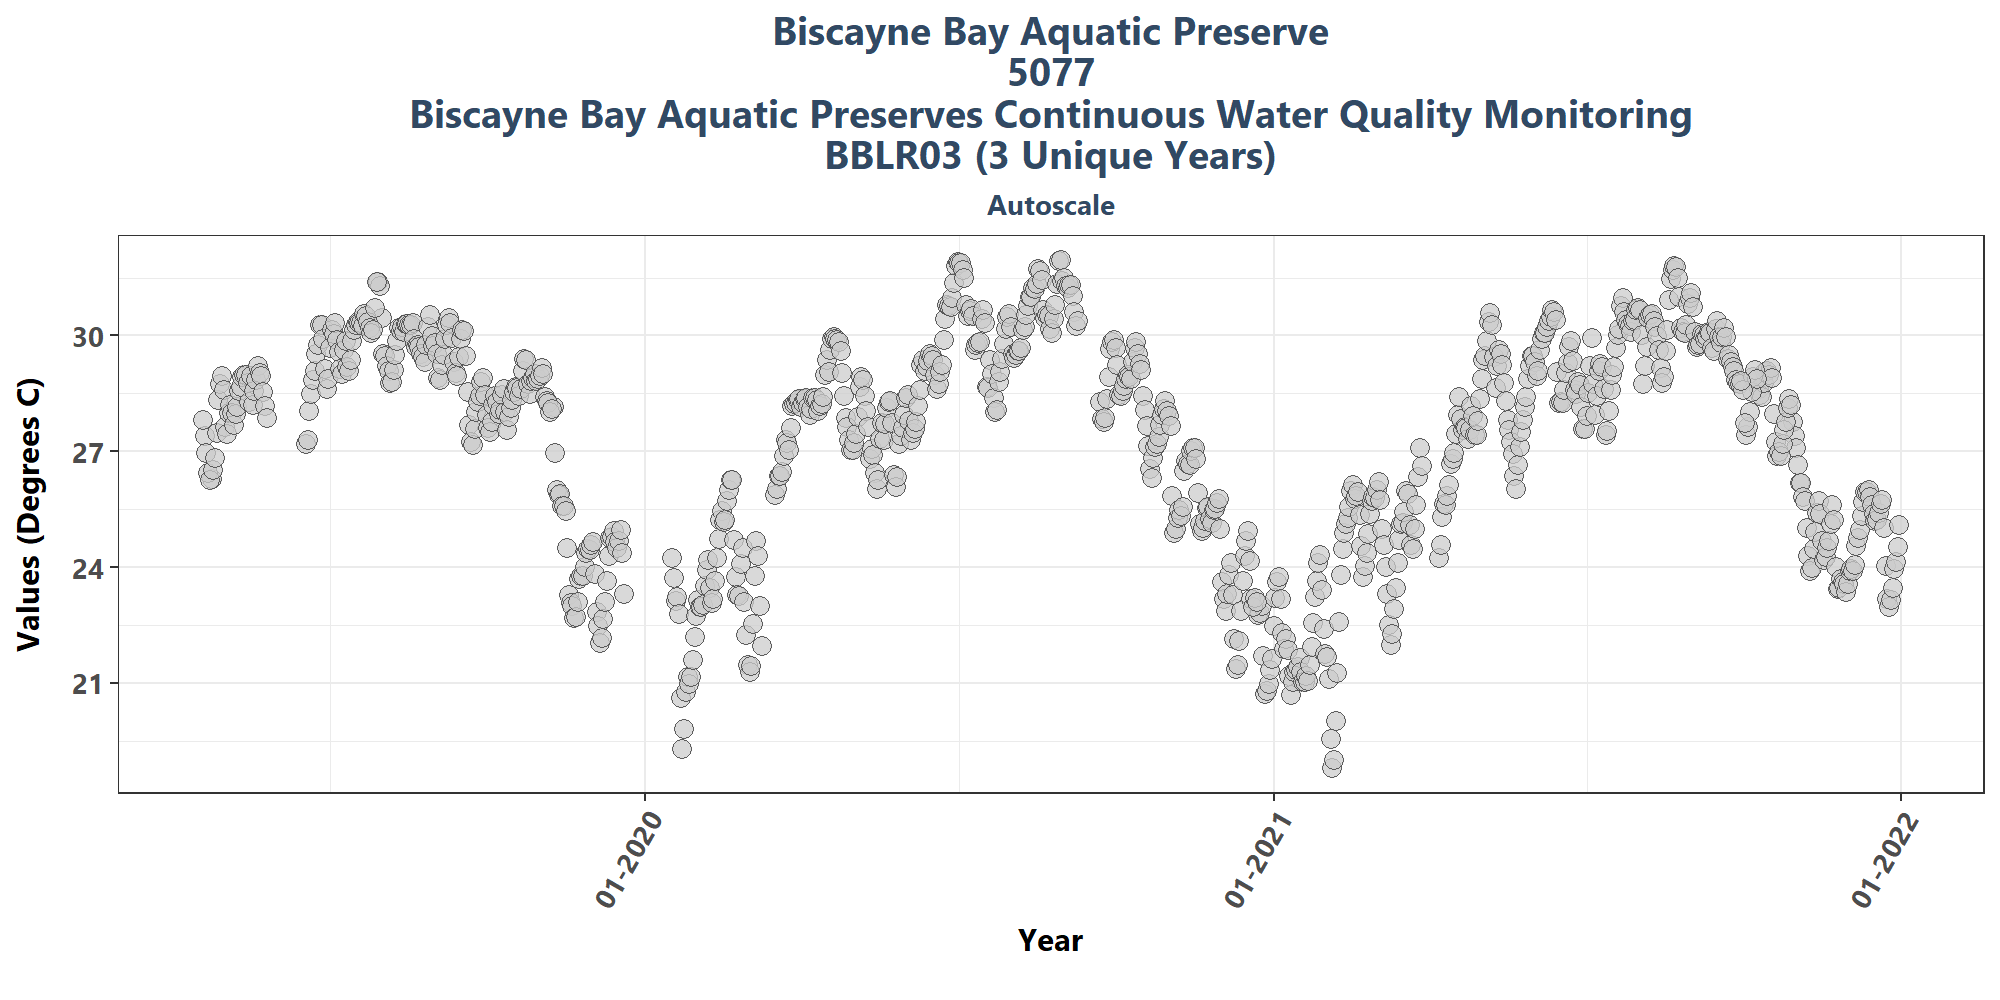 Biscayne Bay Aquatic Preserve
5077
Biscayne Bay Aquatic Preserves Continuous Water Quality Monitoring
BBLR03 (3 Unique Years)
Autoscale
Values (Degrees C)
30
27
24
21
01-2020
01-2021
01-2022
Year